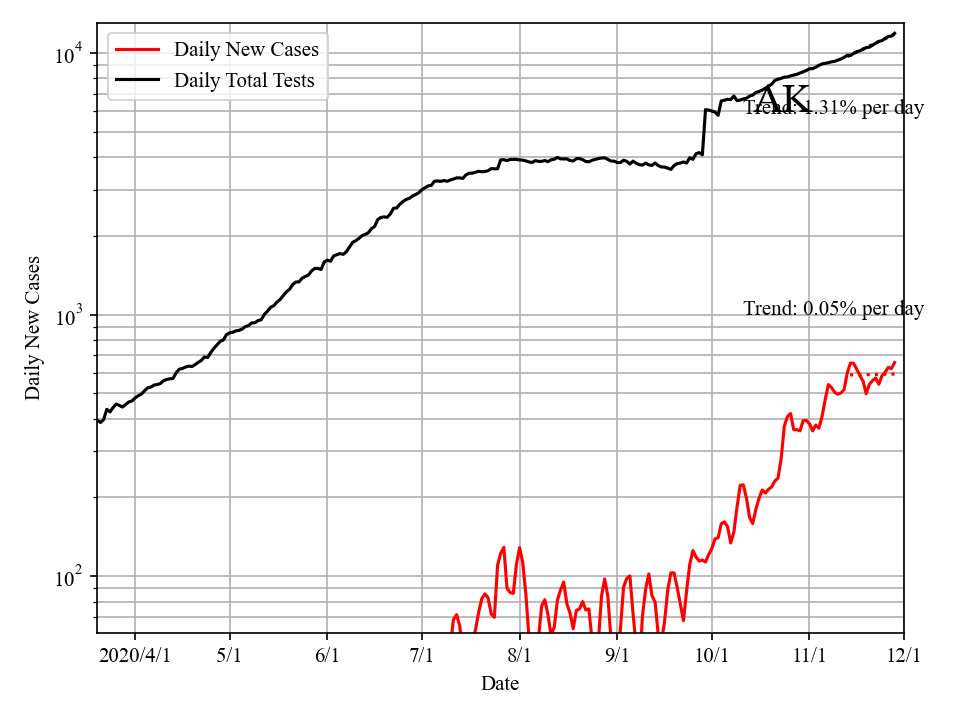 Daily New Cases
Daily Total Tests
AK
Trend: 1.31% per day
Trend: 0.05% per day
Daily New Cases
10^4
10^3
10^2
2020/4/1 5/1 6/1 7/1 8/1 9/1 10/1 11/1 12/1
Date